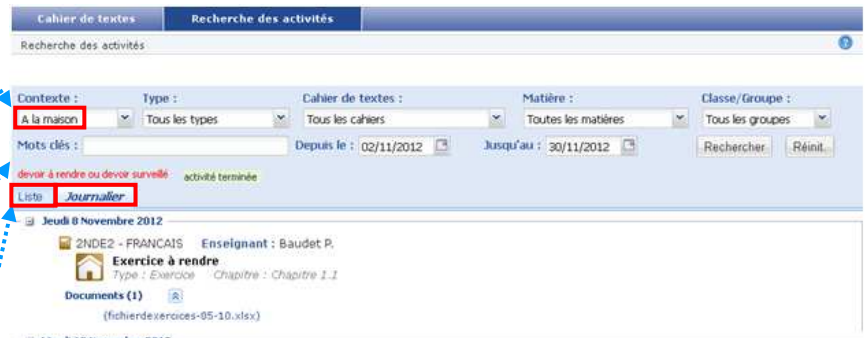 Cahier de textes Recherche des activités
Recherche des activités
Contexte : Type : Cahier de textes : Matière : Classe/Groupe :
A la maison Tous les types Tous les cahiers Toutes les matières Tous les groupes
Mots clés : Depuis le : 02/11/2012 Jusqu'au : 30/11/2012 Rechercher Réinit.
devoir à rendre ou devoir surveillé activité terminée
Liste Journalier
Jeudi 8 Novembre 2012
2NDE2 - FRANCAIS Enseignant : Baudet P.
Exercice à rendre
Type : Exercice Chapitre : Chapitre 1.1
Documents (1)
(fichierdexercices-05-10.xlsx)